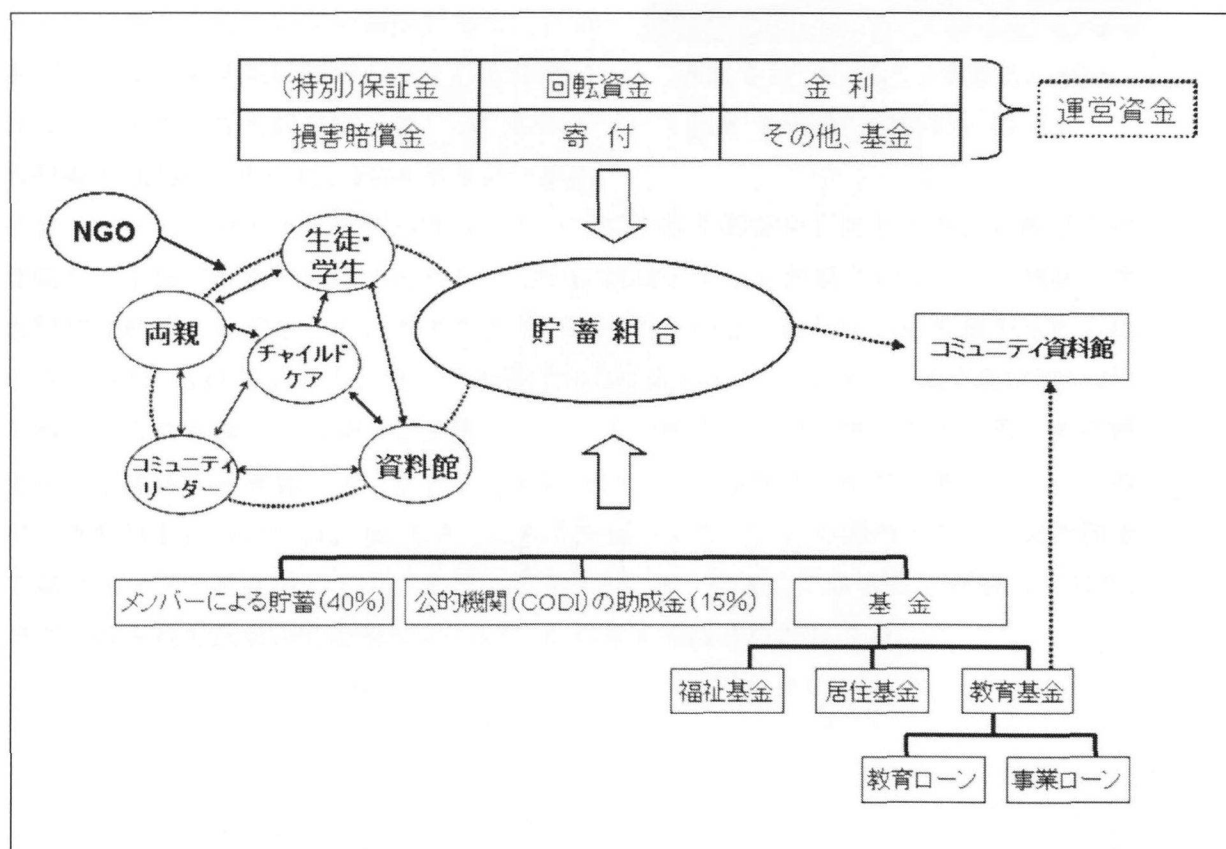 (特別)保証金 回転資金 金 利
損害賠償金 寄 付 その他、基金
運営資金
NGO
生徒・
学生
両親
チャイルド
ケア
コミュニティ
リーダー
資料館
貯 蓄 組 合
コミュニティ資料館
メンバーによる貯蓄(40%) 公的機関(CODI)の助成金(15%) 基 金
福祉基金 居住基金 教育基金
教育ローン 事業ローン